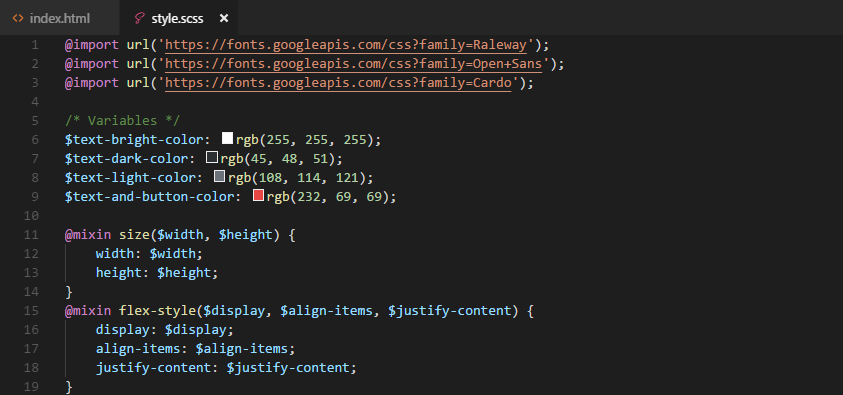 index.html style.scss ×
1 @import url('https://fonts.googleapis.com/css?family=Raleway');
2 @import url('https://fonts.googleapis.com/css?family=Open+Sans');
3 @import url('https://fonts.googleapis.com/css?family=Cardo');
4
5 /* Variables */
6 $text-bright-color: rgb(255, 255, 255);
7 $text-dark-color: rgb(45, 48, 51);
8 $text-light-color: rgb(108, 114, 121);
9 $text-and-button-color: rgb(232, 69, 69);
10
11 @mixin size($width, $height) {
12     width: $width;
13     height: $height;
14 }
15 @mixin flex-style($display, $align-items, $justify-content) {
16     display: $display;
17     align-items: $align-items;
18     justify-content: $justify-content;
19 }